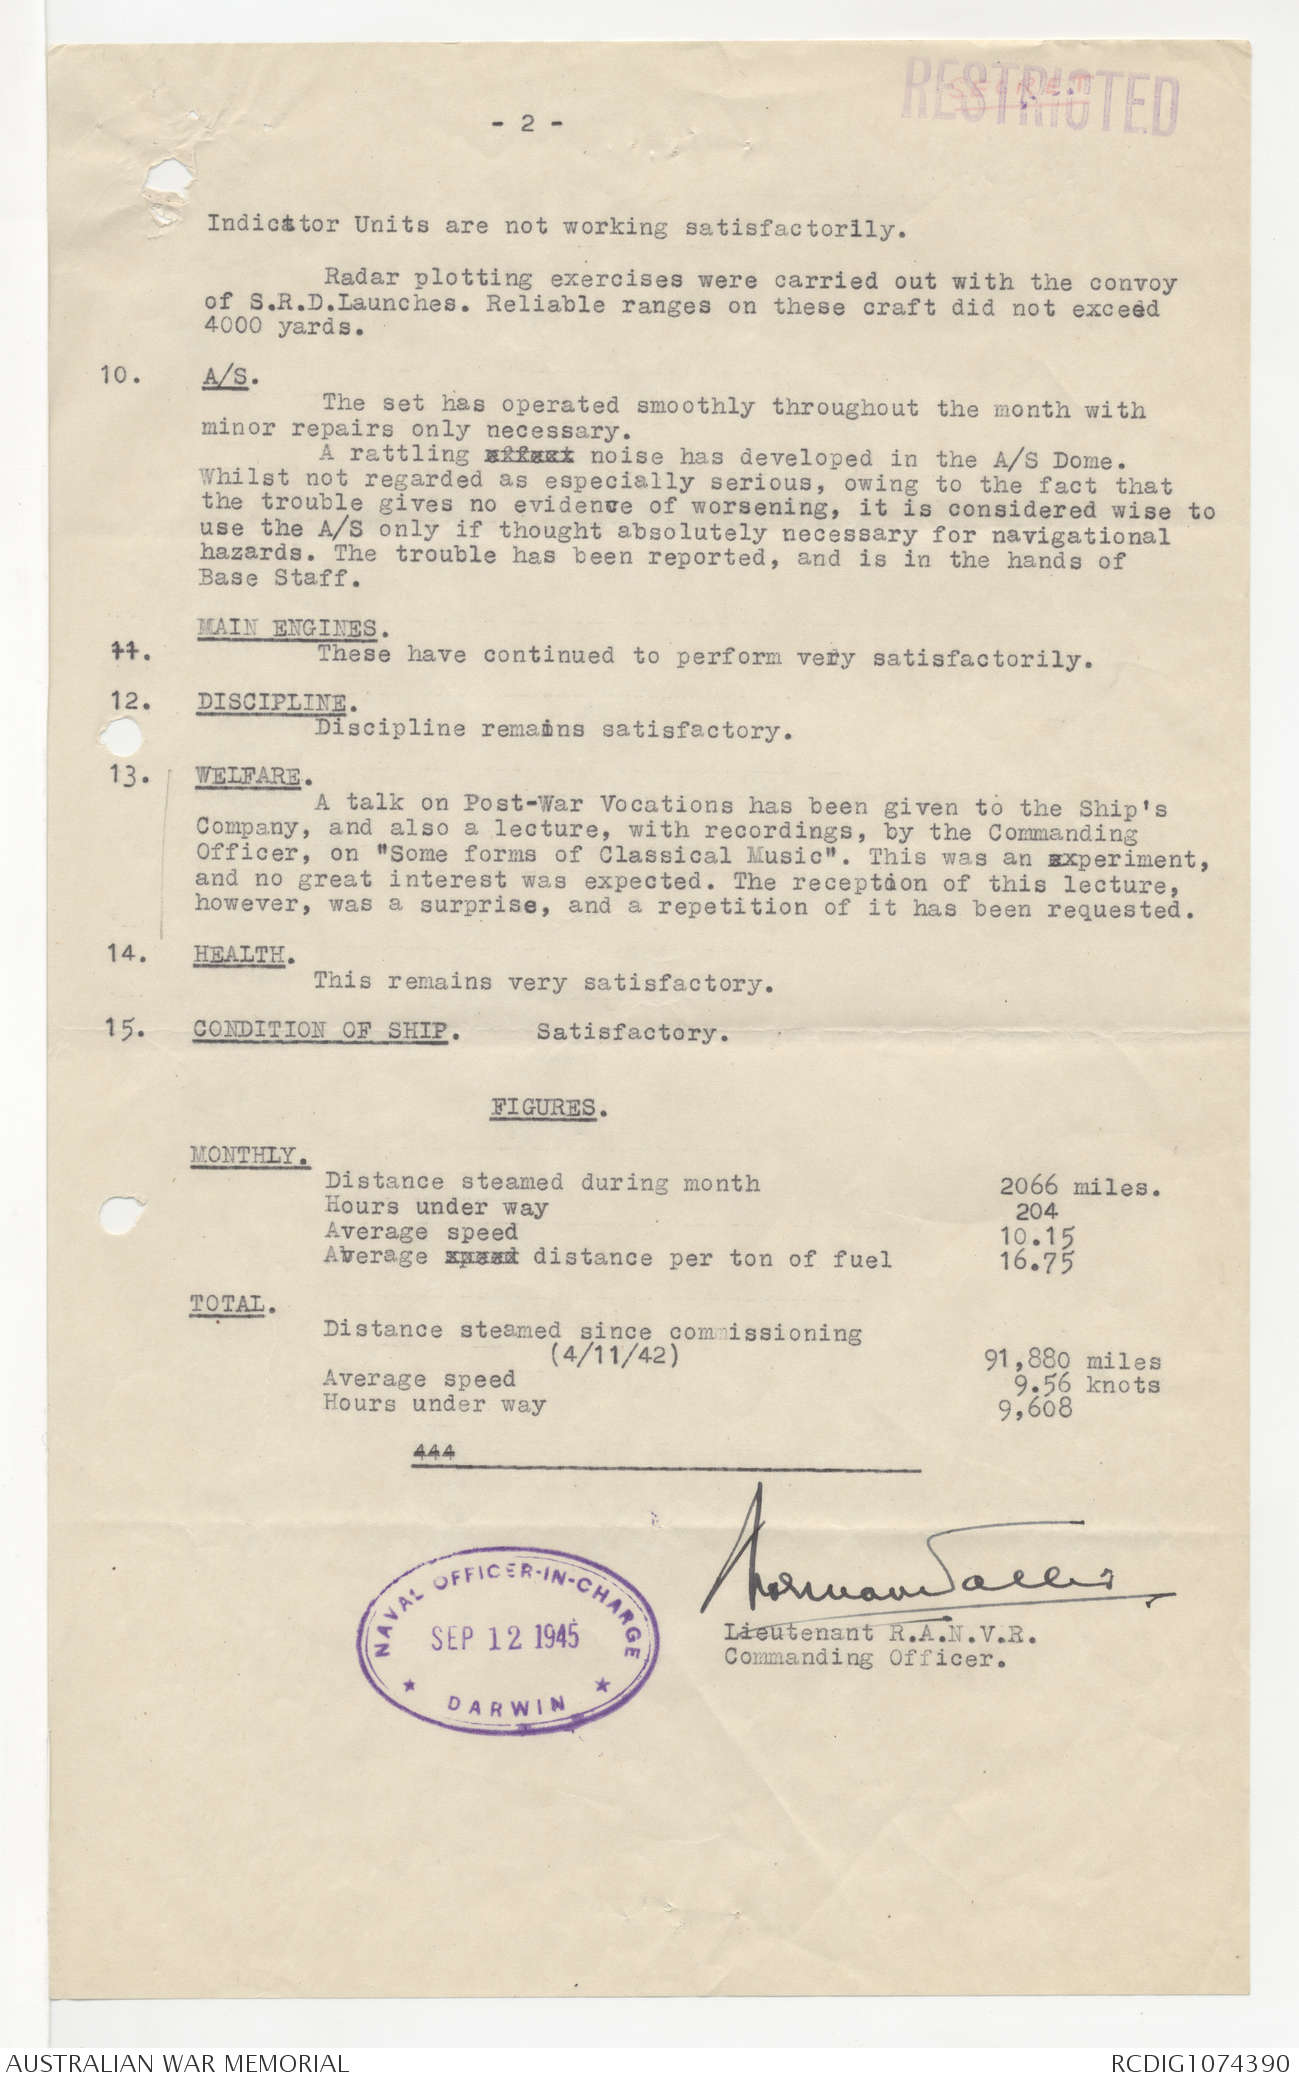 RESTRICTED
SECRET
- 2 -
Indicator Units are not working satisfactorily.
Radar plotting exercises were carried out with the convoy
of S.R.D.Launches. Reliable ranges on these craft did not exceed
4000 yards.
10. A/S.
The set has operated smoothly throughout the month with
minor repairs only necessary.
A rattling effect noise has developed in the A/S Dome.
Whilst not regarded as especially serious, owing to the fact that
the trouble gives no evidence of worsening, it is considered wise to
use the A/S only if thought absolutely necessary for navigational
hazards. The trouble has been reported, and is in the hands of
Base Staff.
MAIN ENGINES.
11. These have continued to perform very satisfactorily.
12. DISCIPLINE.
Discipline remains satisfactory.
13. WELFARE.
A talk on Post-War Vocations has been given to the Ship's
Company, and also a lecture, with recordings, by the Commanding
Officer, on "Some forms of Classical Music". This was an experiment,
and no great interest was expected. The reception of this lecture,
however, was a surprise, and a repetition of it has been requested.
14. HEALTH.
This remains very satisfactory.
15. CONDITION OF SHIP. Satisfactory.
FIGURES.
MONTHLY.
Distance steamed during month 2066 miles.
Hours under way 204
Average speed 10.15
Average speed distance per ton of fuel 16.75
TOTAL.
Distance steamed since commissioning
(4/11/42) 91,880 miles
Average speed 9.56 knots
Hours under way 9,608
444
Norman Wallis
Lieutenant R.A.N.V.R.
Commanding Officer.
NAVAL OFFICER-IN-CHARGE
SEP 12 1945
DARWIN
AUSTRALIAN WAR MEMORIAL
RCDIG1074390